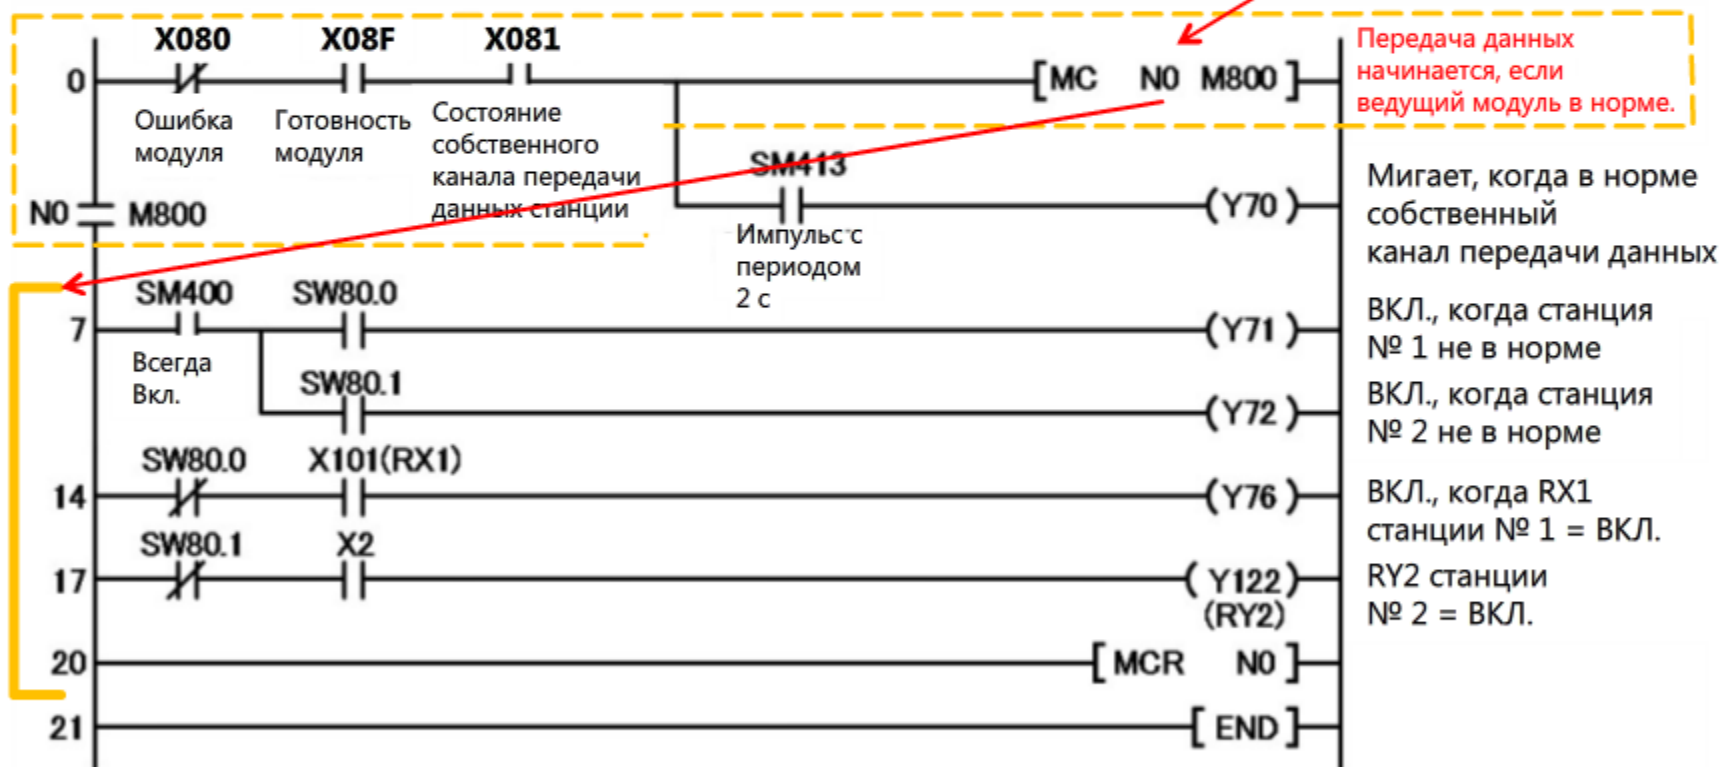 X080 X08F X081
0 [MC N0 M800]
Передача данных
начинается, если
ведущий модуль в норме.
Ошибка
модуля
Готовность
модуля
Состояние
собственного
канала передачи
данных станции
N0 M800
SM413
(Y70)
Импульс с
периодом
2 с
Мигает, когда в норме
собственный
канал передачи данных
SM400 SW80.0
7 (Y71)
Всегда
Вкл.
ВКЛ., когда станция
№ 1 не в норме
SW80.1
(Y72)
ВКЛ., когда станция
№ 2 не в норме
SW80.0 X101(RX1)
14 (Y76)
ВКЛ., когда RX1
станции № 1 = ВКЛ.
SW80.1 X2
17 (Y122)
(RY2)
RY2 станции
№ 2 = ВКЛ.
20 [MCR N0]
21 [END]